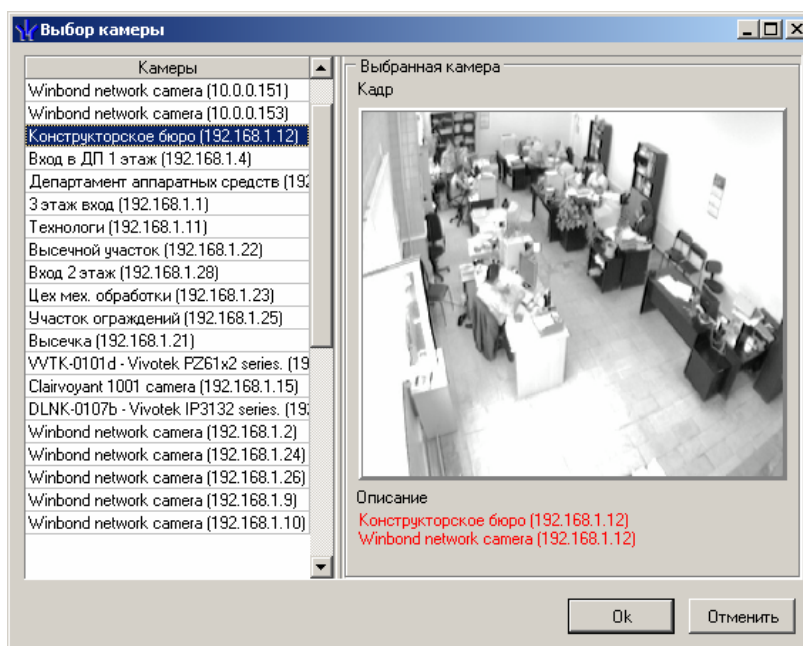 Выбор камеры
Камеры
Winbond network camera (10.0.0.151)
Winbond network camera (10.0.0.153)
Конструкторское бюро (192.168.1.12)
Вход в ДП 1 этаж (192.168.1.4)
Департамент аппаратных средств (192
3 этаж вход (192.168.1.1)
Технологи (192.168.1.11)
Высечной участок (192.168.1.22)
Вход 2 этаж (192.168.1.28)
Цех мех. обработки (192.168.1.23)
Участок ограждений (192.168.1.25)
Высечка (192.168.1.21)
VVTK-0101d - Vivotek PZ61x2 series. (19
Clairvoyant 1001 camera (192.168.1.15)
DLNK-0107b - Vivotek IP3132 series. (192
Winbond network camera (192.168.1.2)
Winbond network camera (192.168.1.24)
Winbond network camera (192.168.1.26)
Winbond network camera (192.168.1.9)
Winbond network camera (192.168.1.10)
Выбранная камера
Кадр
Описание
Конструкторское бюро (192.168.1.12)
Winbond network camera (192.168.1.12)
Ok
Отменить